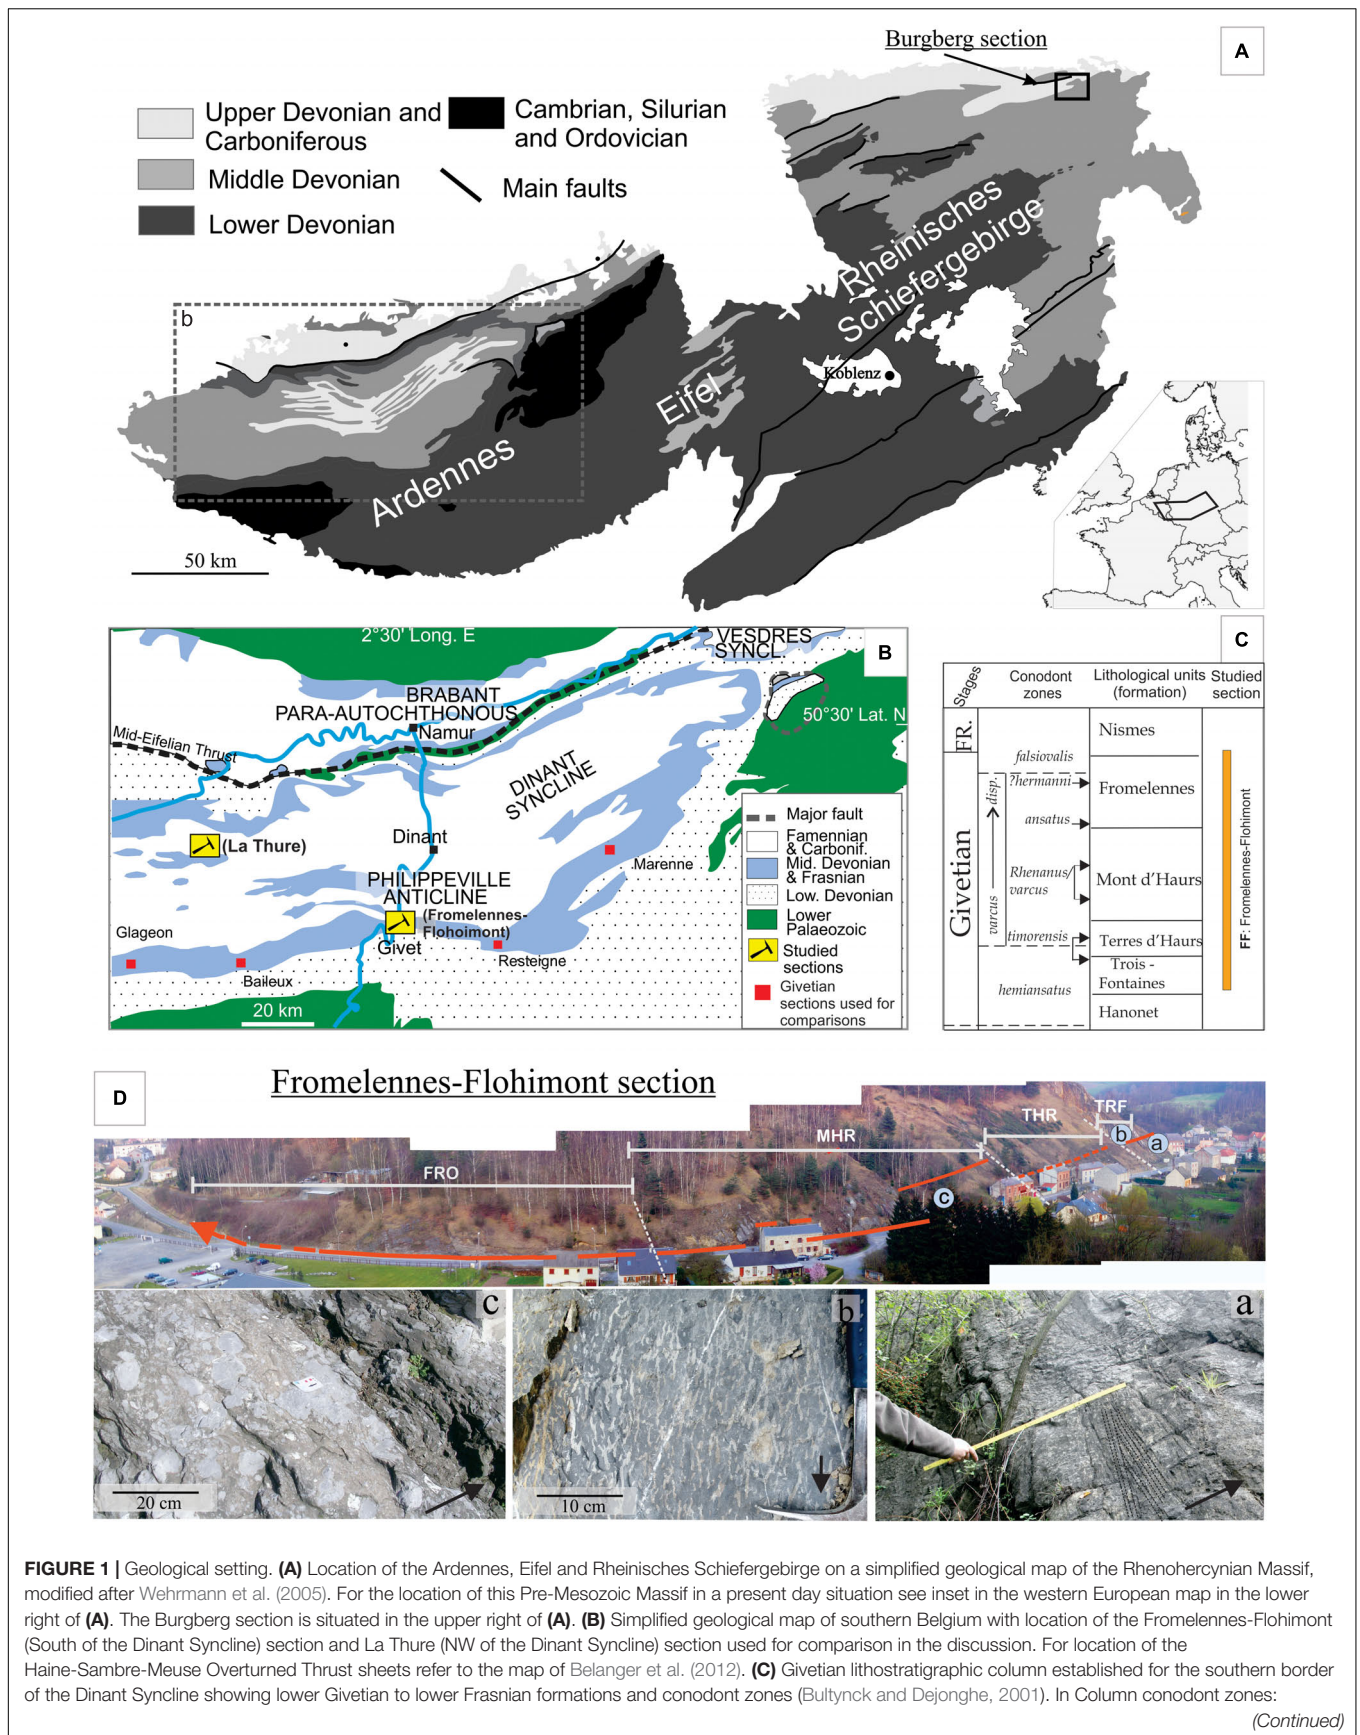 Burgberg section
A
Upper Devonian and
Carboniferous
Cambrian, Silurian
and Ordovician
Middle Devonian
Main faults
Lower Devonian
Rheinisches
Schiefergebirge
b
Koblenz
Eifel
Ardennes
50 km
2°30' Long. E
VESDRES
SYNCL.
B
BRABANT
PARA-AUTOCHTHONOUS
Namur
50°30' Lat. N
Mid-Eifelian Thrust
DINANT
SYNCLINE
(La Thure)
Dinant
Marenne
PHILIPPEVILLE
ANTICLINE
(Fromelennes-
Flohoimont)
Givet
Glageon
Resteigne
Baileux
20 km
Major fault
Famennian
& Carbonif.
Mid. Devonian
& Frasnian
Low. Devonian
Lower
Palaeozoic
Studied
sections
Givetian
sections used for
comparisons
C
Stages
Conodont
zones
Lithological units
(formation)
Studied
section
FR.
Nismes
falsiovalis
?hermanni
disp.
Fromelennes
ansatus
Givetian
Rhenanus/
varcus
Mont d'Haurs
varcus
timorensis
Terres d'Haurs
Trois -
Fontaines
hemiansatus
Hanonet
FF: Fromelennes-Flohimont
D
Fromelennes-Flohimont section
FRO
MHR
THR
TRF
b
a
c
c
20 cm
b
10 cm
a
FIGURE 1 | Geological setting. (A) Location of the Ardennes, Eifel and Rheinisches Schiefergebirge on a simplified geological map of the Rhenohercynian Massif,
modified after Wehrmann et al. (2005). For the location of this Pre-Mesozoic Massif in a present day situation see inset in the western European map in the lower
right of (A). The Burgberg section is situated in the upper right of (A). (B) Simplified geological map of southern Belgium with location of the Fromelennes-Flohimont
(South of the Dinant Syncline) section and La Thure (NW of the Dinant Syncline) section used for comparison in the discussion. For location of the
Haine-Sambre-Meuse Overturned Thrust sheets refer to the map of Belanger et al. (2012). (C) Givetian lithostratigraphic column established for the southern border
of the Dinant Syncline showing lower Givetian to lower Frasnian formations and conodont zones (Bultynck and Dejonghe, 2001). In Column conodont zones:
(Continued)